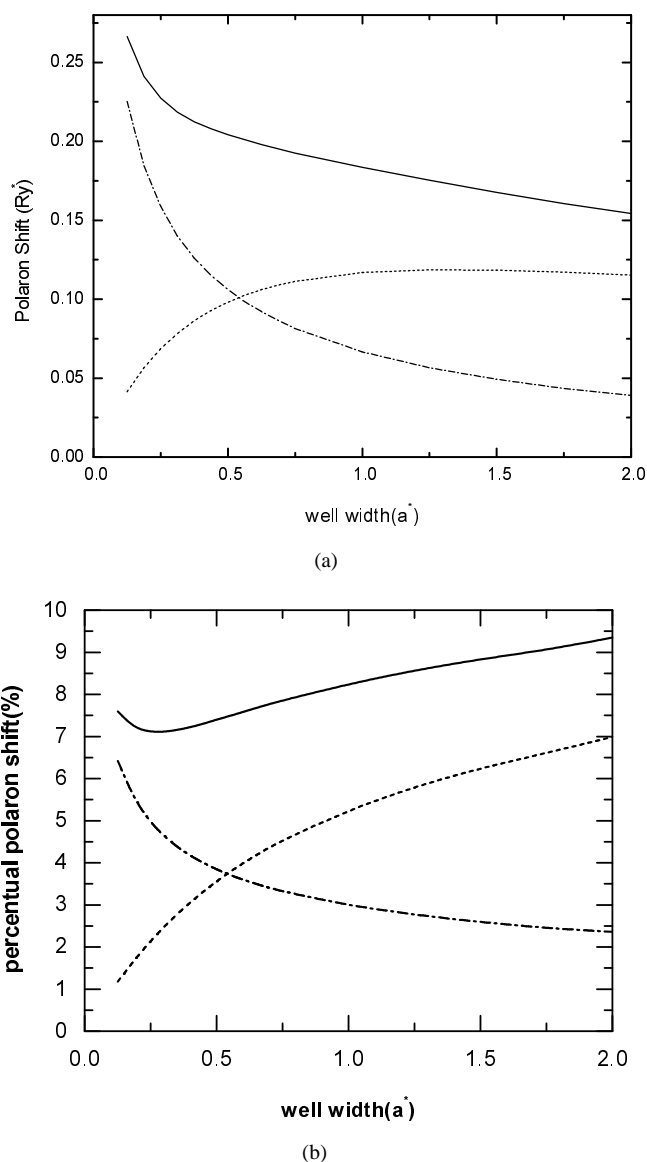 0.25
0.20
0.15
0.10
0.05
0.00
Polaron Shift (Ry*)
0.0 0.5 1.0 1.5 2.0
well width(a*)
(a)
10
9
8
7
6
5
4
3
2
1
0
percentual polaron shift(%)
0.0 0.5 1.0 1.5 2.0
well width(a*)
(b)